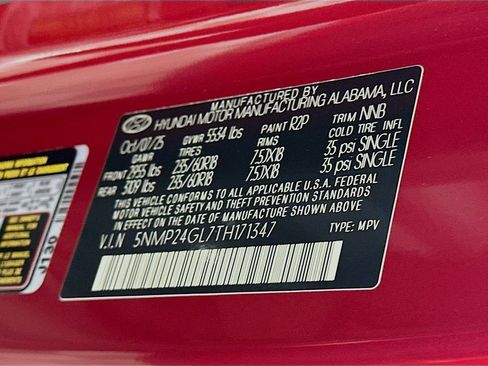 MANUFACTURED BY
HYUNDAI MOTOR MANUFACTURING ALABAMA, LLC
Oct/07/25 GVWR 5534 lbs PAINT R2P TRIM NNB
GAWR TIRES RIMS COLD TIRE INFL
FRONT 2955 lbs 235/60R18 7.5JX18 35 psi SINGLE
REAR 3109 lbs 235/60R18 7.5JX18 35 psi SINGLE
THIS VEHICLE CONFORMS TO ALL APPLICABLE U.S.A. FEDERAL
MOTOR VEHICLE SAFETY AND THEFT PREVENTION STANDARDS
IN EFFECT ON THE DATE OF MANUFACTURE SHOWN ABOVE
V.I.N 5NMP24GL7TH171347 TYPE: MPV
J139